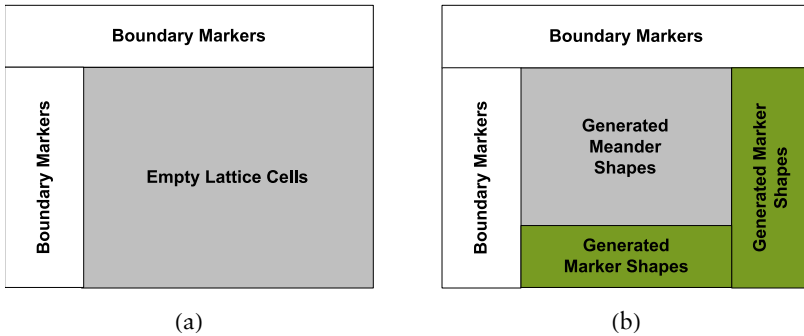 Boundary Markers
Boundary Markers
Empty Lattice Cells
(a)
Boundary Markers
Boundary Markers
Generated
Meander
Shapes
Generated
Marker Shapes
Generated Marker
Shapes
(b)